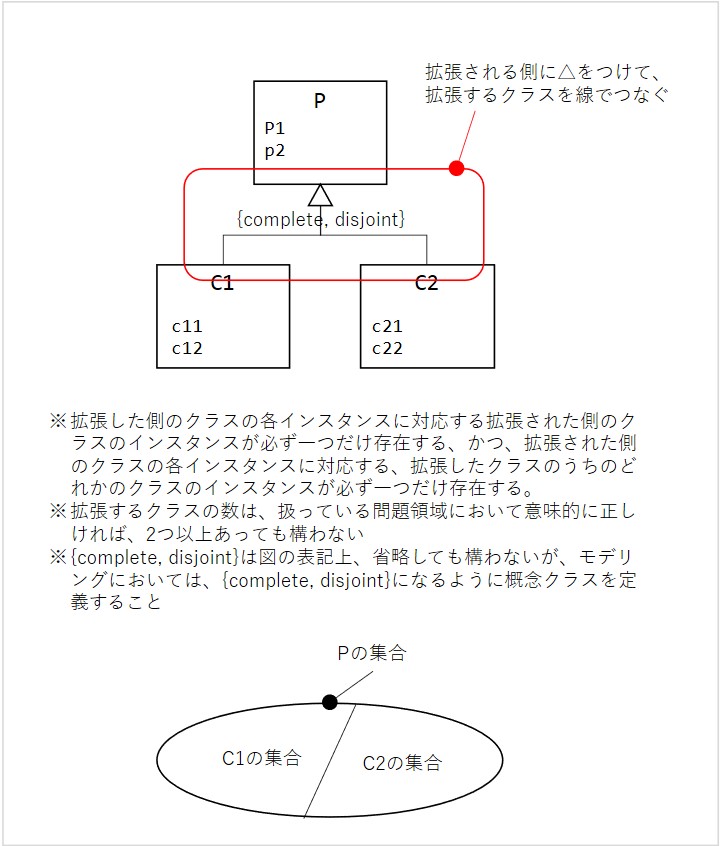 拡張される側に△をつけて、
拡張するクラスを線でつなぐ
P
P1
p2
{complete, disjoint}
C1
c11
c12
C2
c21
c22
※拡張した側のクラスの各インスタンスに対応する拡張された側のク
ラスのインスタンスが必ず一つだけ存在する、かつ、拡張された側
のクラスの各インスタンスに対応する、拡張したクラスのうちのど
れかのクラスのインスタンスが必ず一つだけ存在する。
※拡張するクラスの数は、扱っている問題領域において意味的に正し
ければ、2つ以上あっても構わない
※{complete, disjoint}は図の表記上、省略しても構わないが、モデリ
ングにおいては、{complete, disjoint}になるように概念クラスを定
義すること
Pの集合
C1の集合
C2の集合